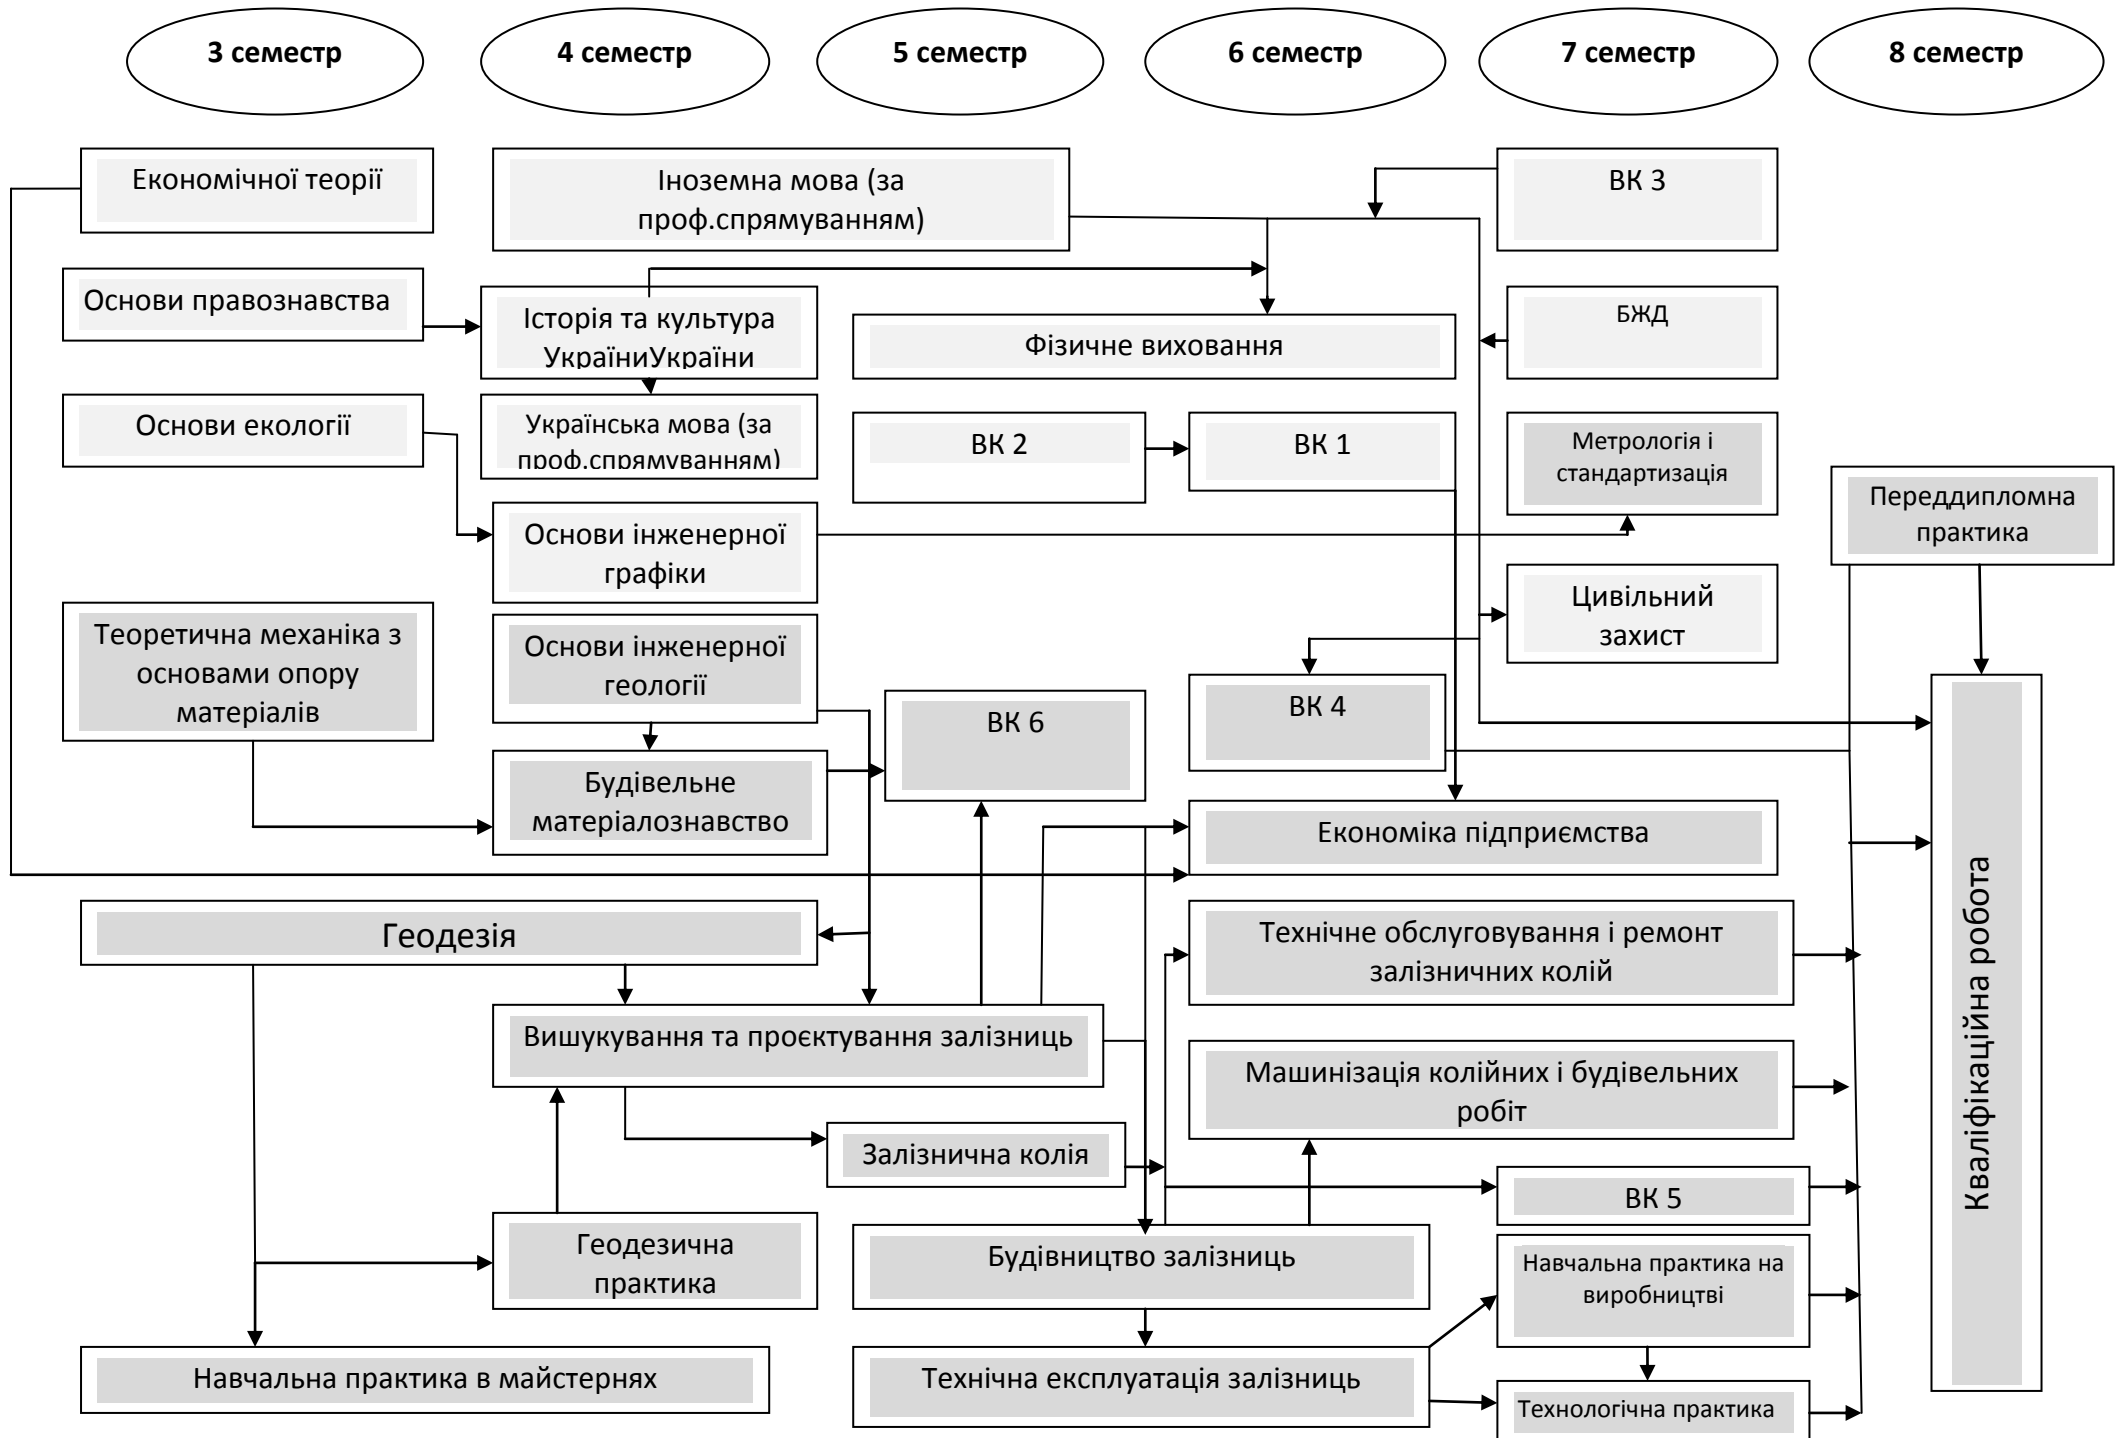 3 семестр
4 семестр
5 семестр
6 семестр
7 семестр
8 семестр
Економічної теорії
Іноземна мова (за
проф.спрямуванням)
ВК 3
Основи правознавства
Історія та культура
УкраїниУкраїни
Фізичне виховання
БЖД
Основи екології
Українська мова (за
проф.спрямуванням)
ВК 2
ВК 1
Метрологія і
стандартизація
Переддипломна
практика
Основи інженерної
графіки
Цивільний
захист
Теоретична механіка з
основами опору
матеріалів
Основи інженерної
геології
ВК 6
ВК 4
Будівельне
матеріалознавство
Економіка підприємства
Кваліфікаційна робота
Геодезія
Технічне обслуговування і ремонт
залізничних колій
Вишукування та проєктування залізниць
Машинізація колійних і будівельних
робіт
Залізнична колія
ВК 5
Геодезична
практика
Будівництво залізниць
Навчальна практика на
виробництві
Навчальна практика в майстернях
Технічна експлуатація залізниць
Технологічна практика